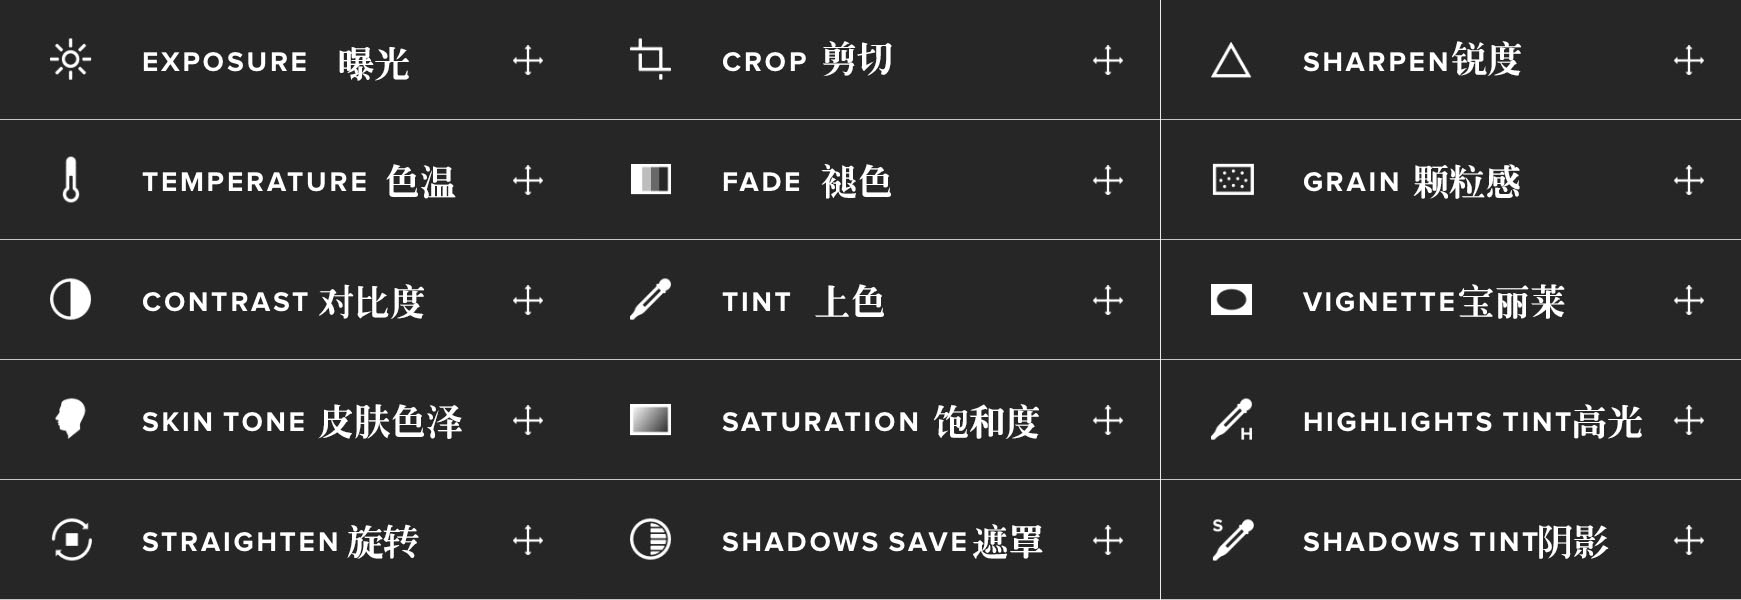 EXPOSURE 曝光
CROP 剪切
SHARPEN锐度
TEMPERATURE 色温
FADE 褪色
GRAIN 颗粒感
CONTRAST 对比度
TINT 上色
VIGNETTE宝丽莱
SKIN TONE 皮肤色泽
SATURATION 饱和度
H
HIGHLIGHTS TINT高光
STRAIGHTEN 旋转
SHADOWS SAVE 遮罩
S
SHADOWS TINT阴影